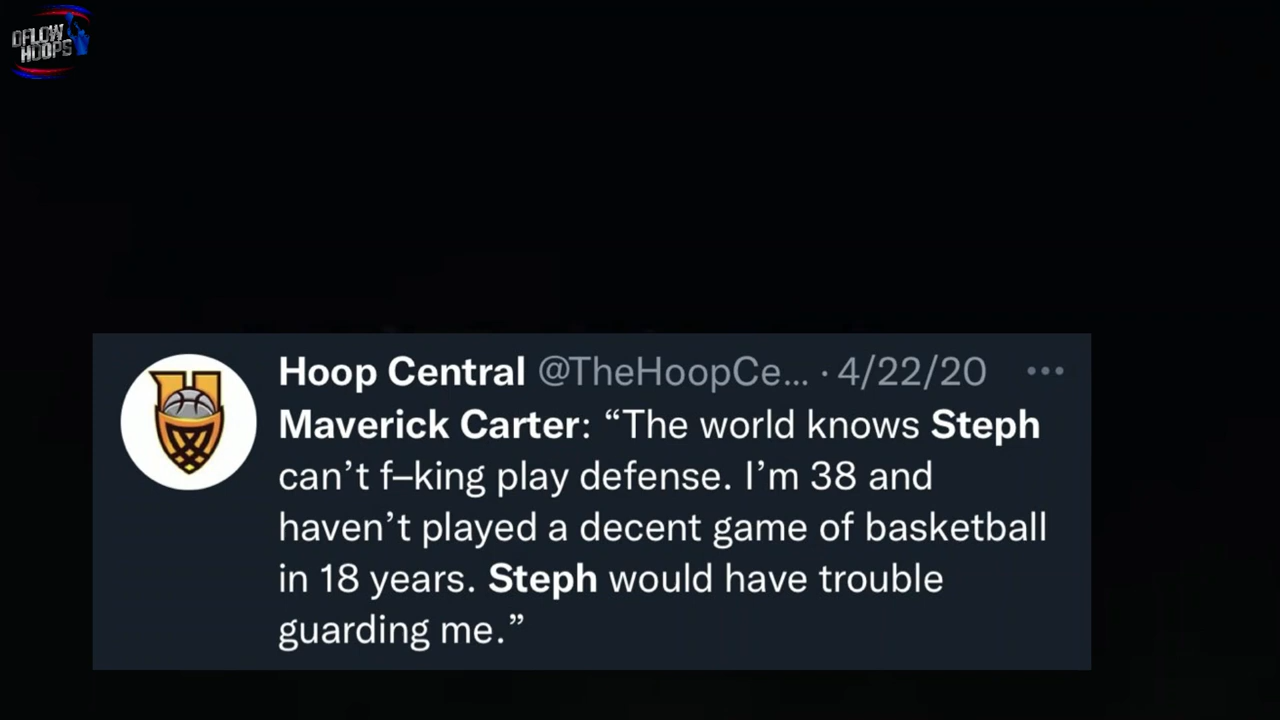 DFLOW
HOOPS
Hoop Central @TheHoopCe... · 4/22/20 •••
Maverick Carter: “The world knows Steph
can’t f–king play defense. I’m 38 and
haven’t played a decent game of basketball
in 18 years. Steph would have trouble
guarding me.”